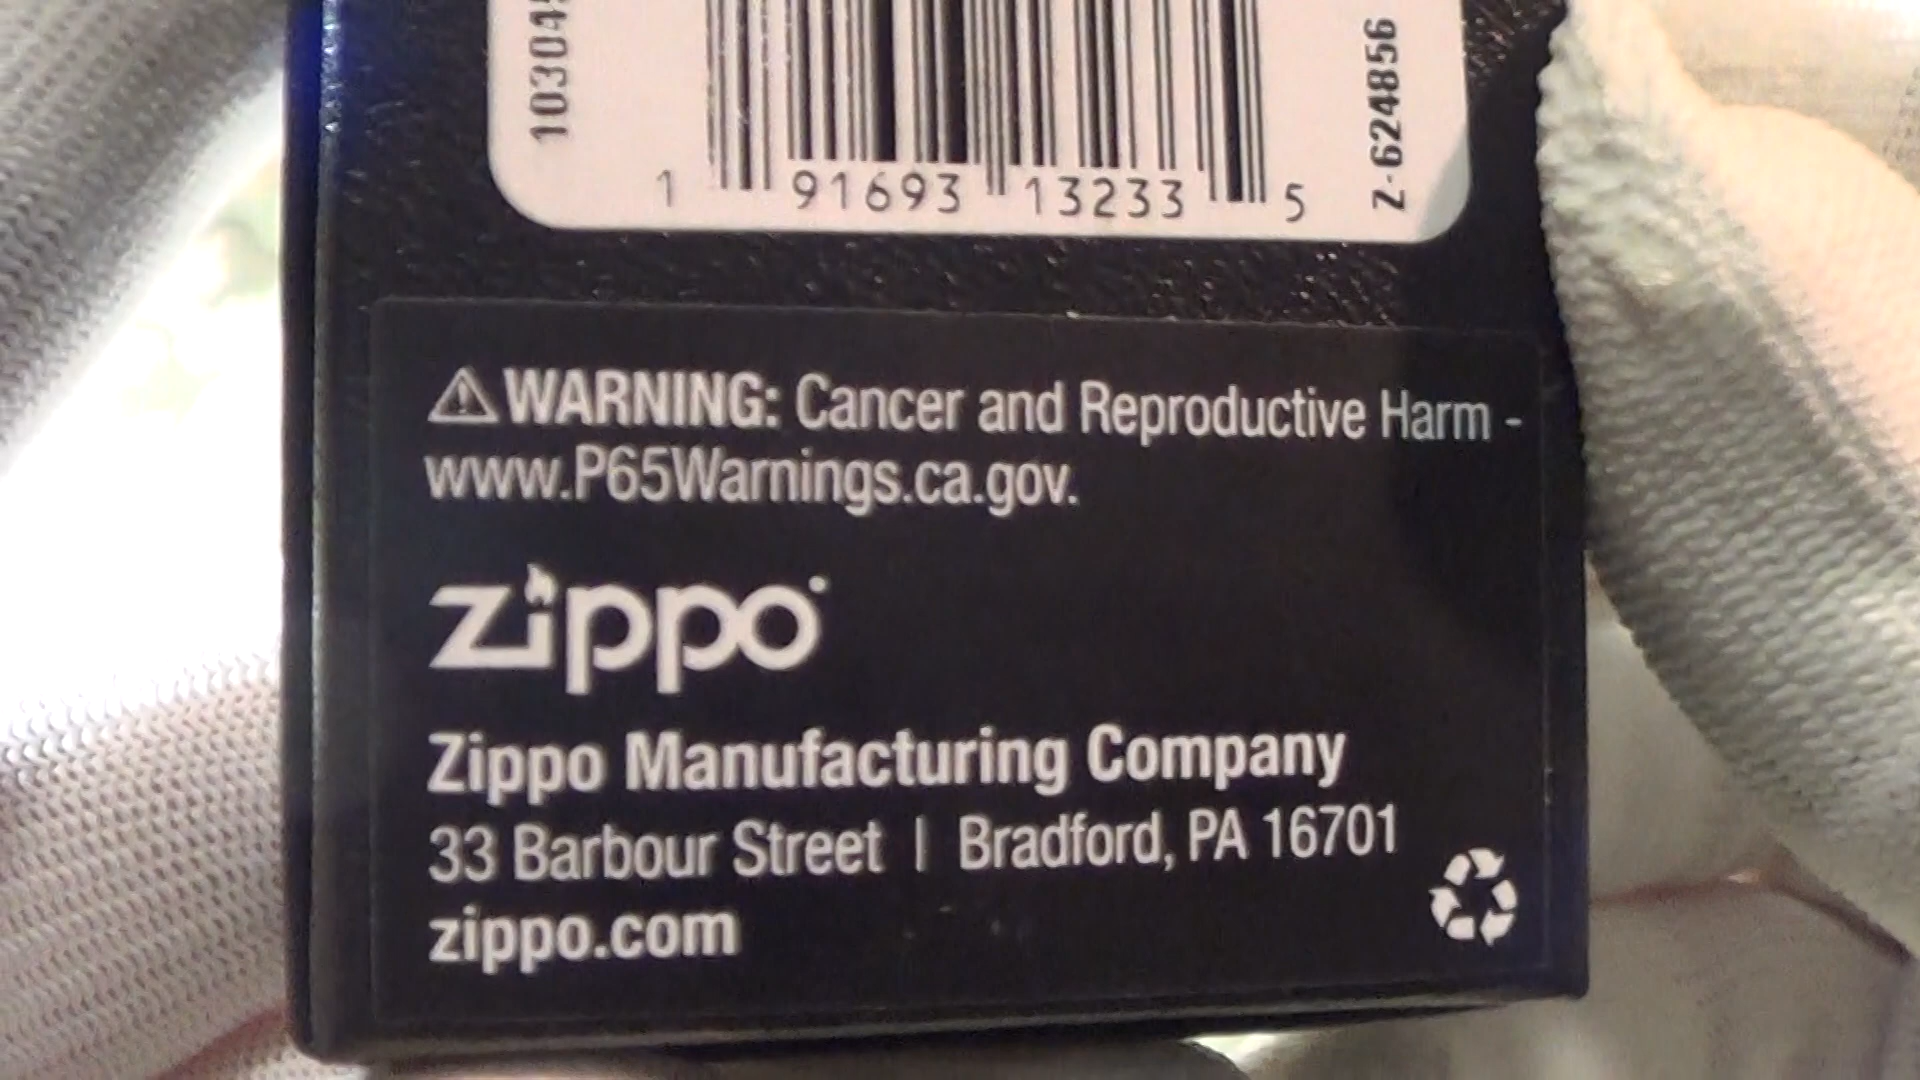 Z-624856
1 91693 13233 5
WARNING: Cancer and Reproductive Harm -
www.P65Warnings.ca.gov.
zippo
Zippo Manufacturing Company
33 Barbour Street | Bradford, PA 16701
zippo.com